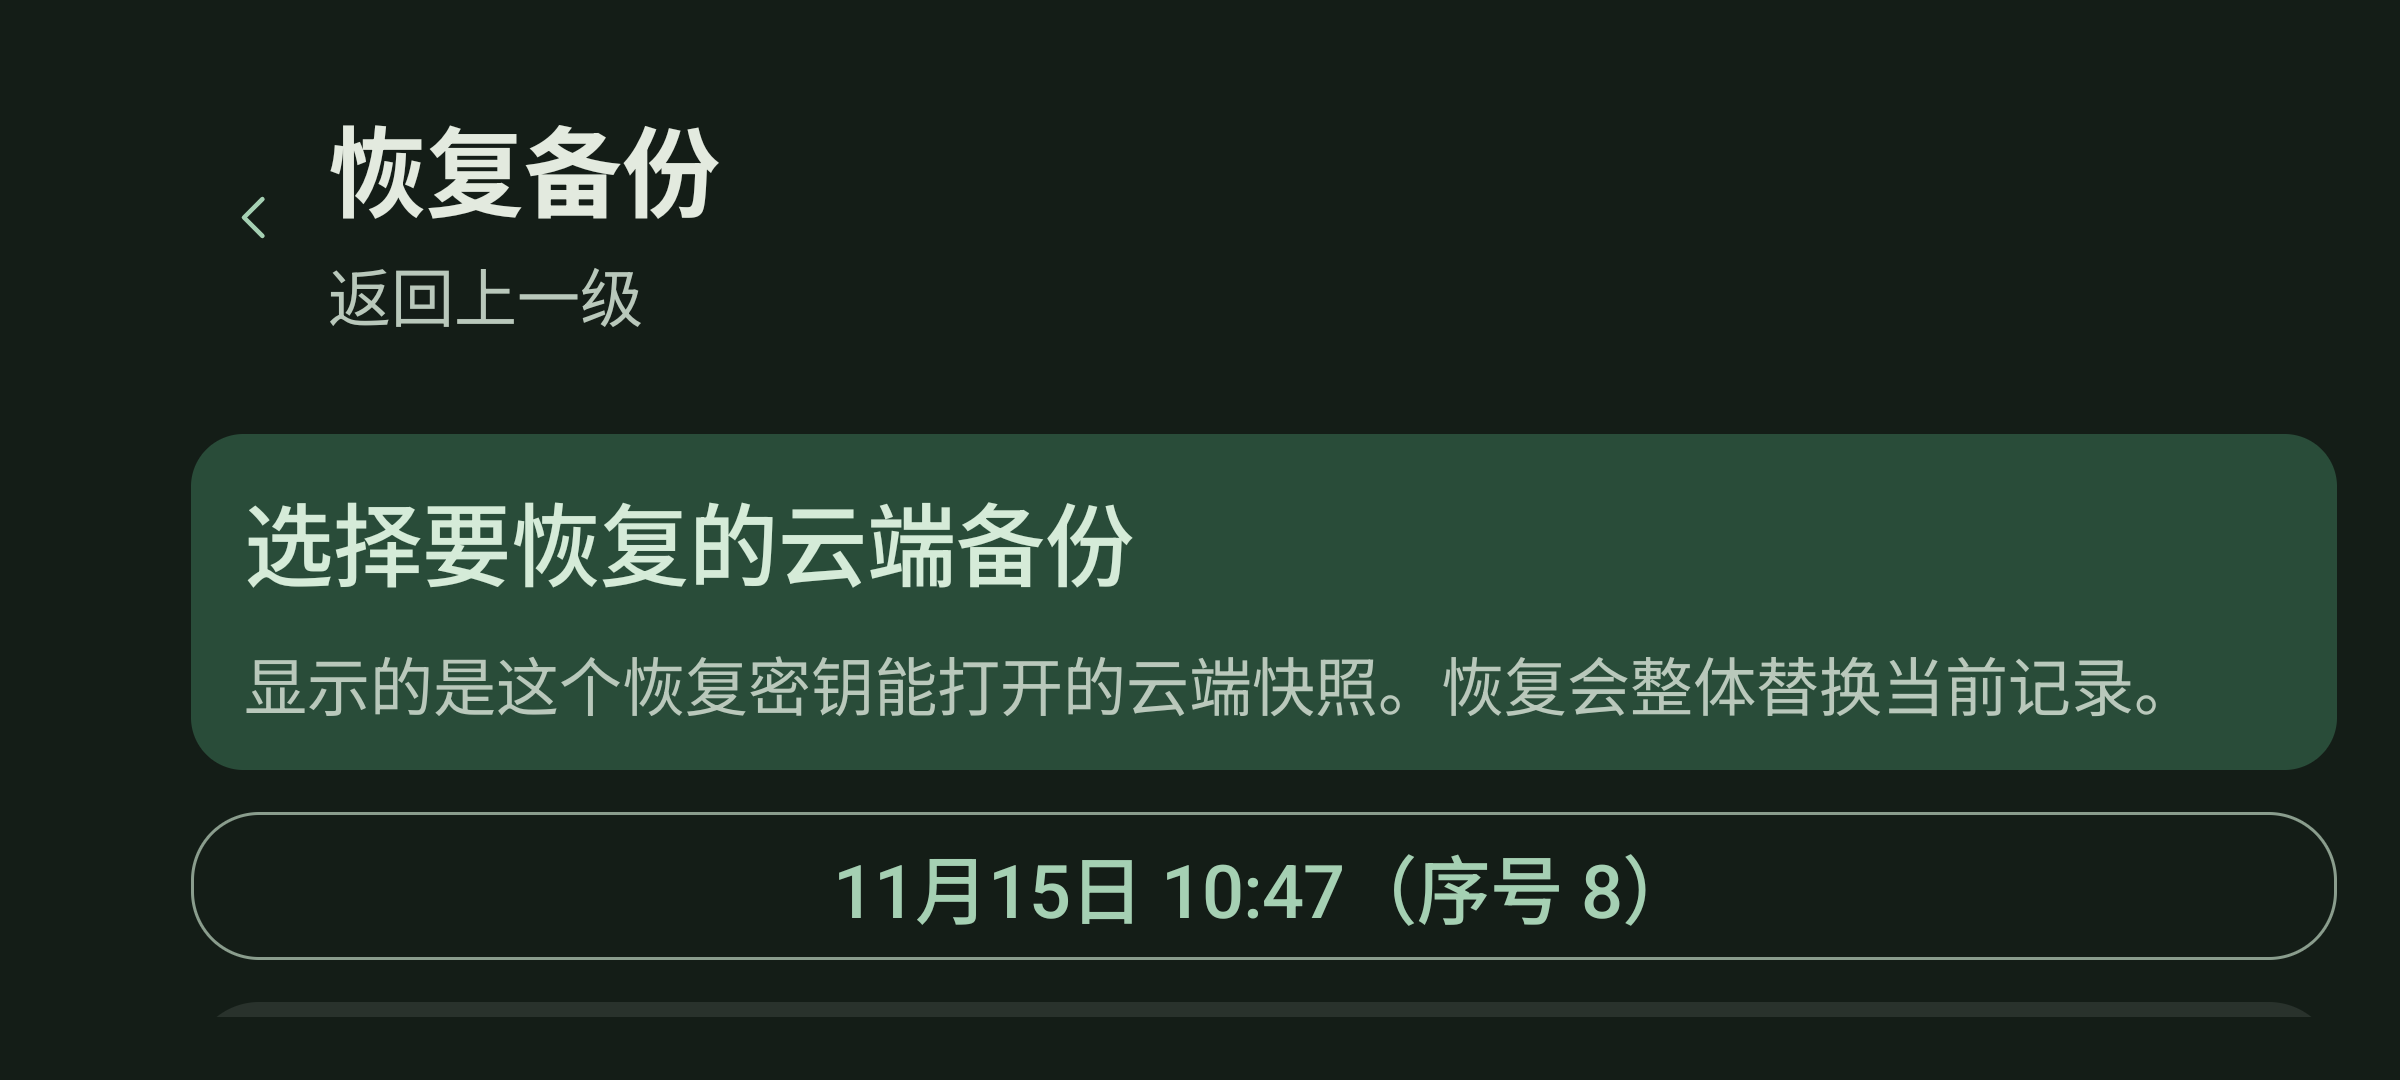 恢复备份
返回上一级
选择要恢复的云端备份
显示的是这个恢复密钥能打开的云端快照。恢复会整体替换当前记录。
11月15日 10:47（序号 8）